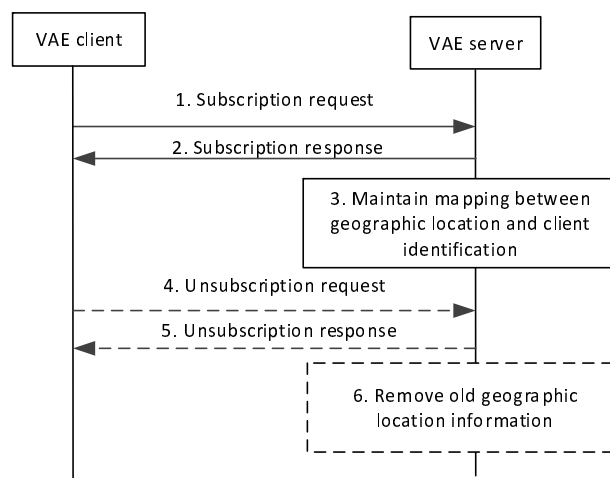 VAE client
VAE server
1. Subscription request
2. Subscription response
3. Maintain mapping between
geographic location and client
identification
4. Unsubscription request
5. Unsubscription response
6. Remove old geographic
location information